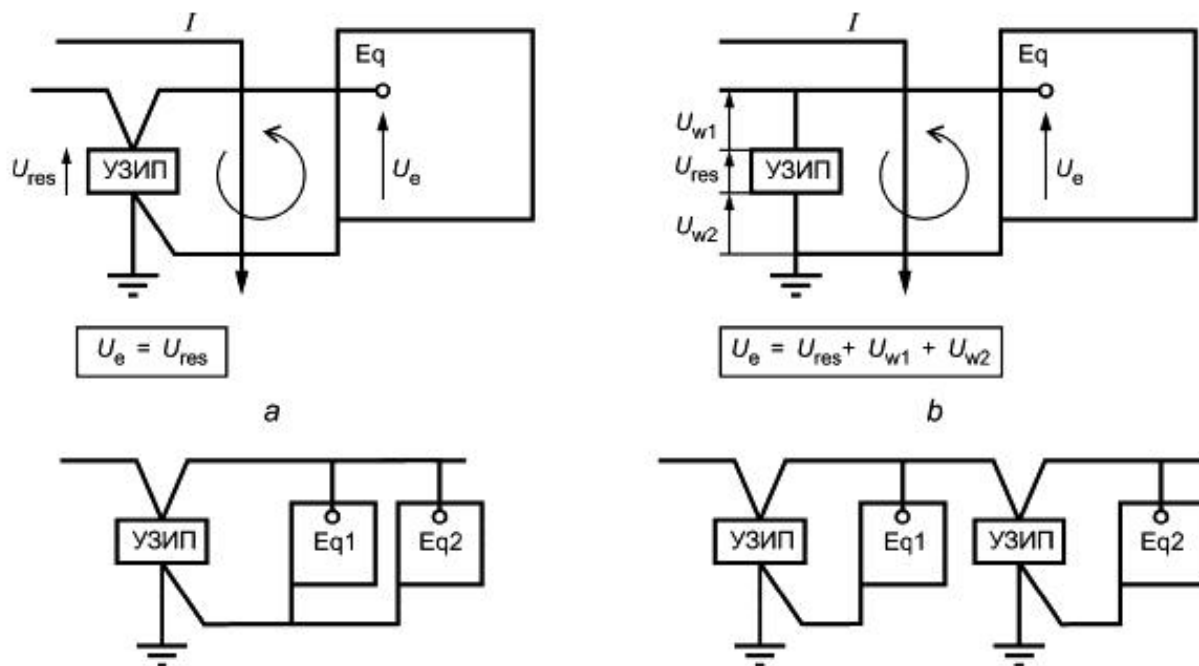 I
Eq
U_res
УЗИП
U_e
U_e = U_res
a
I
Eq
U_w1
U_res
УЗИП
U_w2
U_e
U_e = U_res + U_w1 + U_w2
b
УЗИП
Eq1
Eq2
УЗИП
Eq1
УЗИП
Eq2